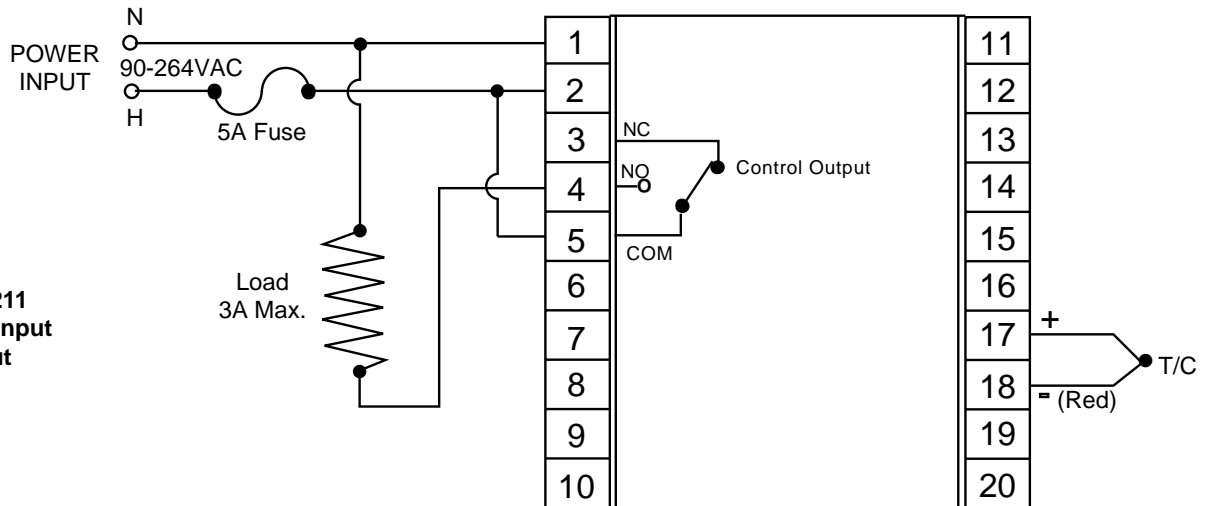 N
POWER
INPUT
90-264VAC
H
5A Fuse
Load
3A Max.
211
nput
1
2
3
4
5
6
7
8
9
10
NC
NO
COM
Control Output
11
12
13
14
15
16
17
18
19
20
+
T/C
- (Red)